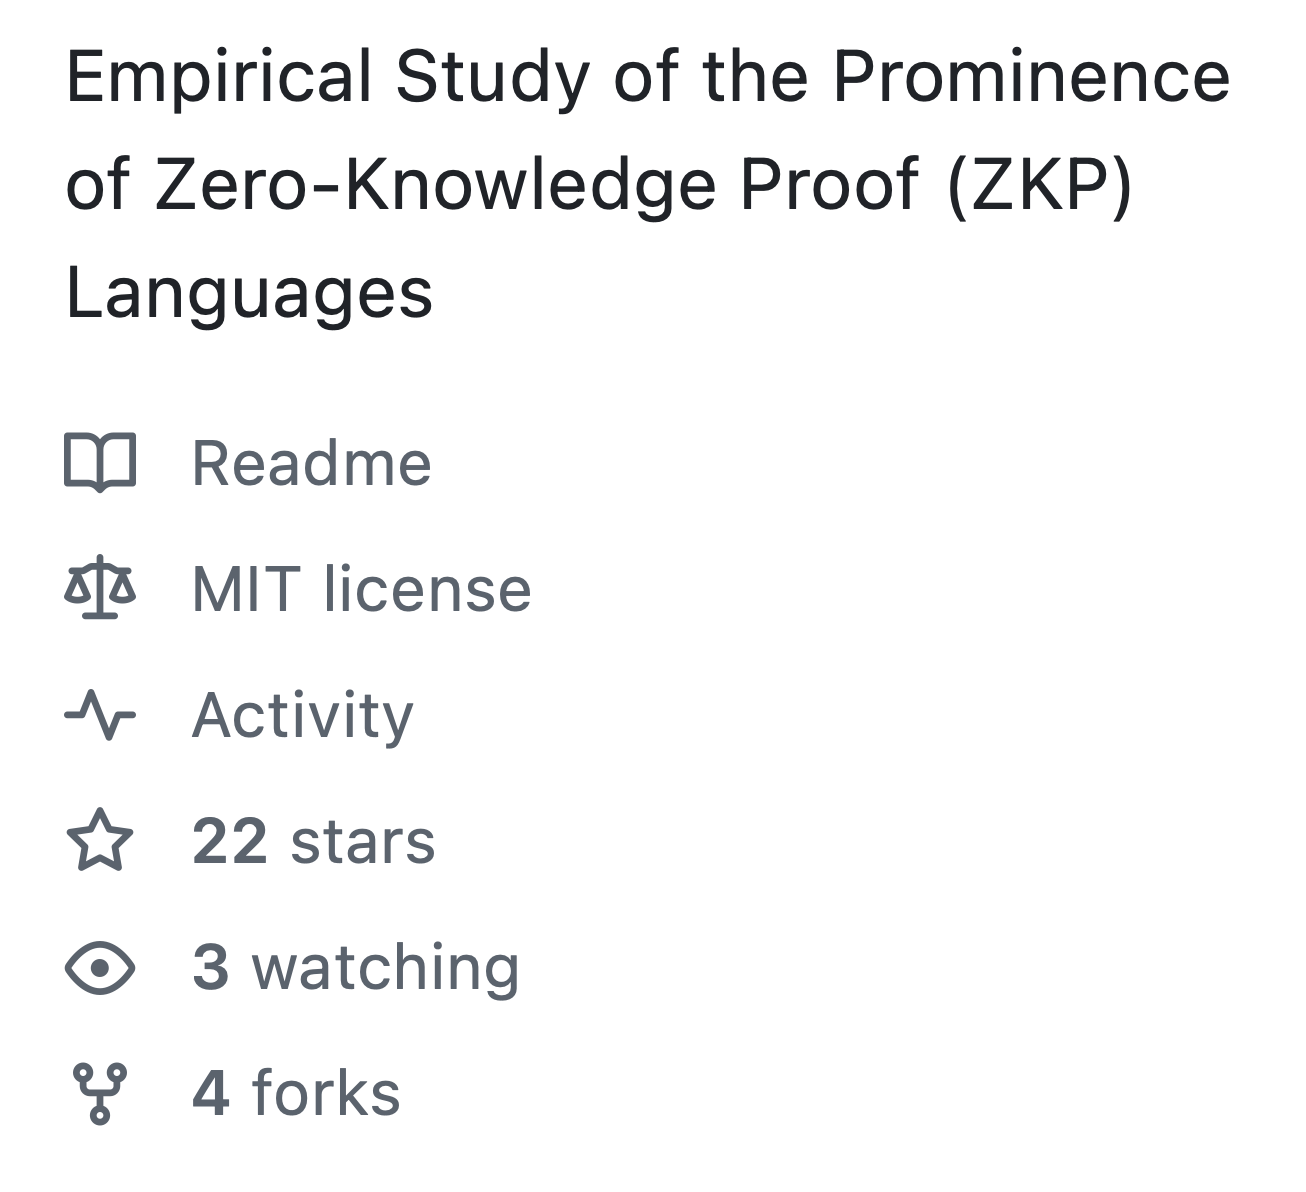 Empirical Study of the Prominence
of Zero-Knowledge Proof (ZKP)
Languages
Readme
MIT license
Activity
22 stars
3 watching
4 forks